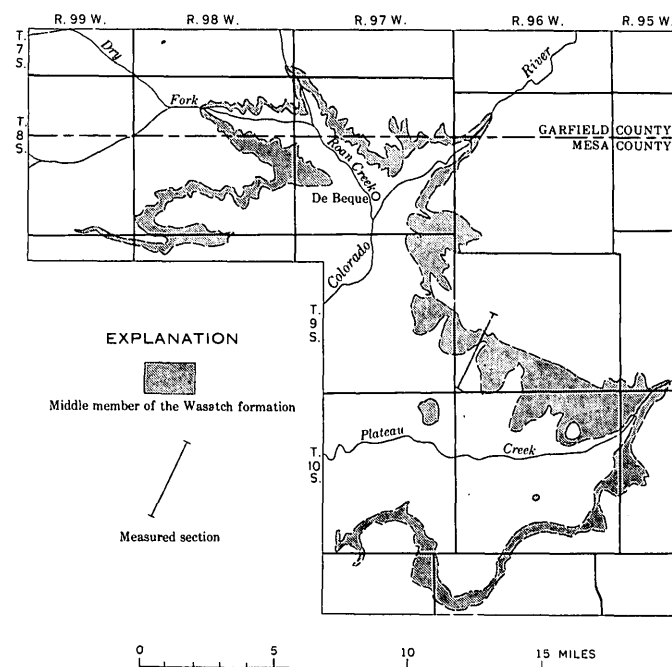 R. 99 W. R. 98 W. R. 97 W. R. 96 W. R. 95 W.
T.
7
S.
Dry
River
Fork
T.
8
S.
GARFIELD COUNTY
MESA COUNTY
Roan Creek
De Beque
Colorado
T.
9
S.
EXPLANATION
Middle member of the Wasatch formation
Plateau Creek
T.
10
S.
Measured section
0 5 10 15 MILES